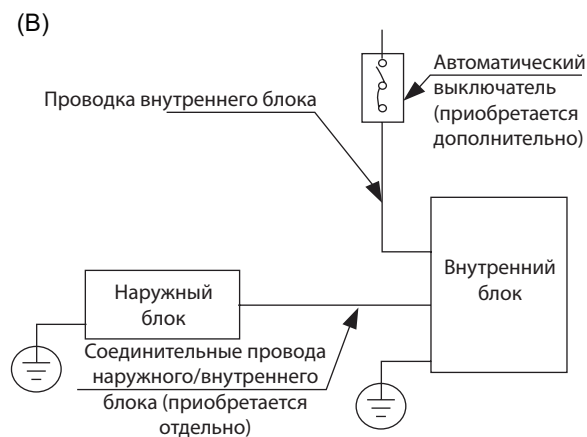 (B)
Автоматический
выключатель
(приобретается
дополнительно)
Проводка внутреннего блока
Внутренний
блок
Наружный
блок
Соединительные провода
наружного/внутреннего
блока (приобретается
отдельно)